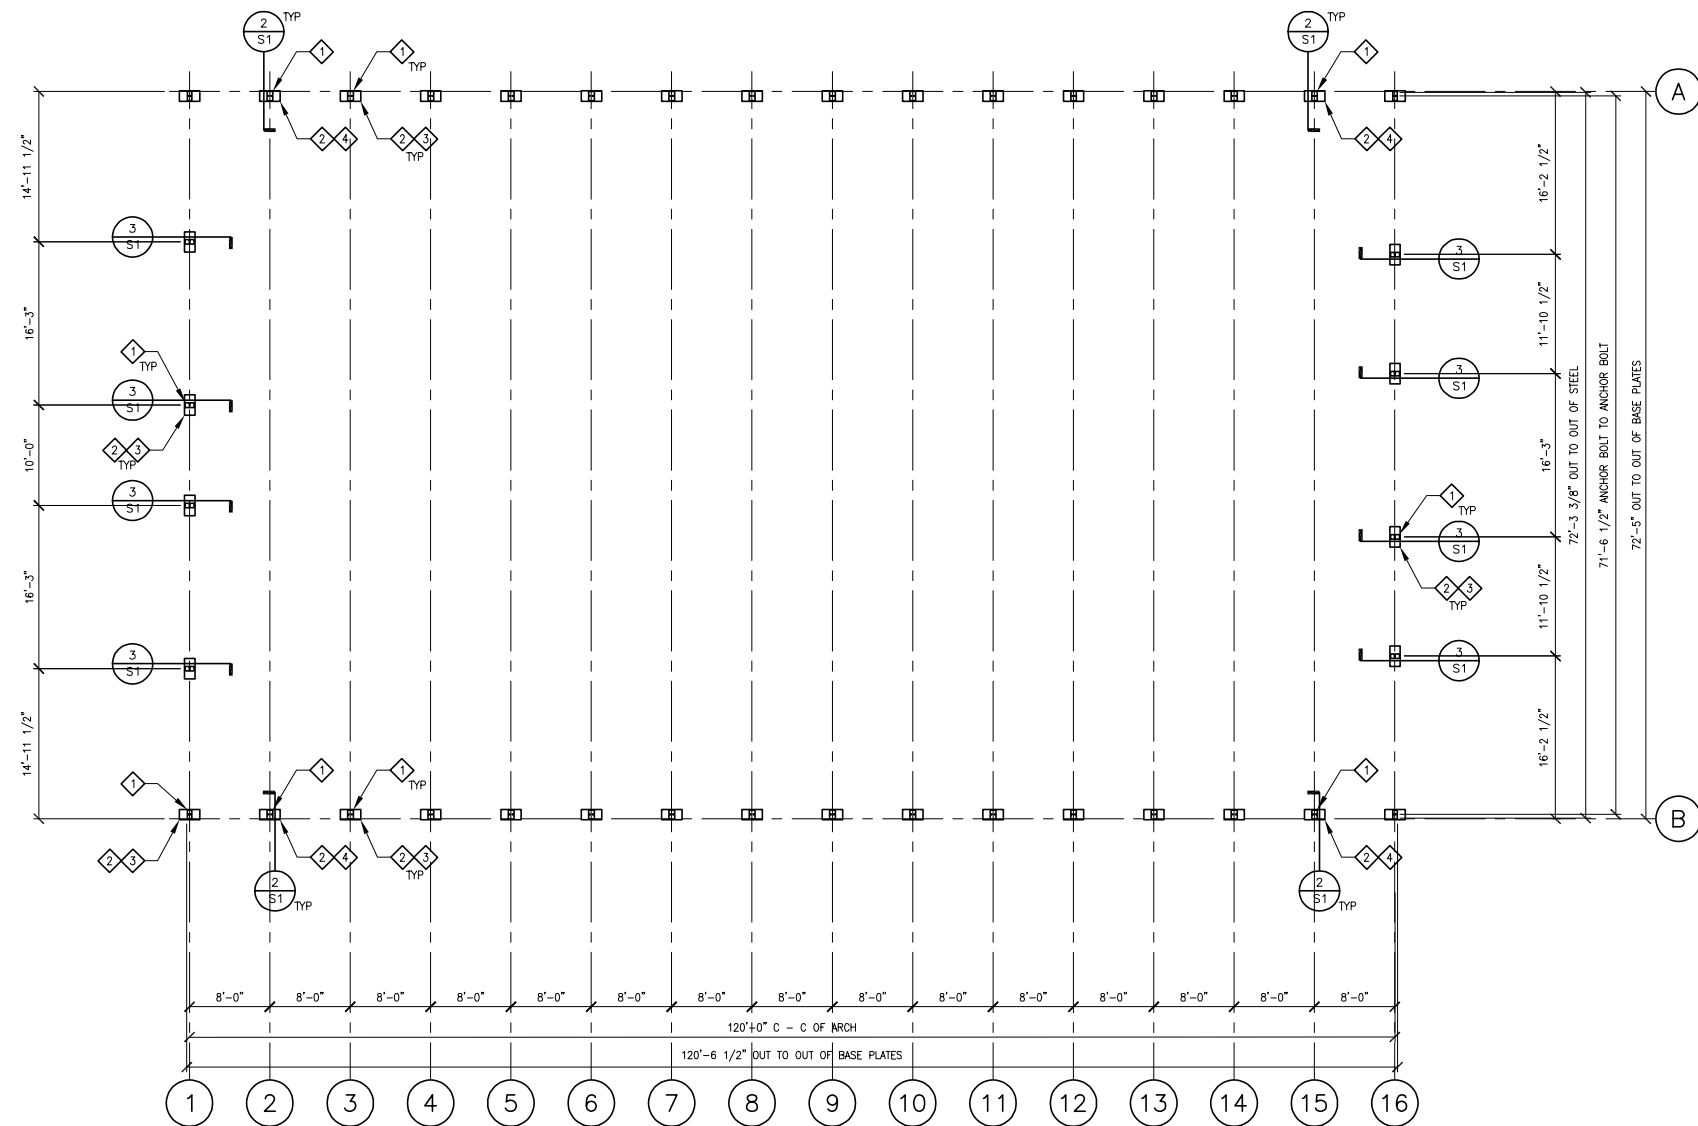 2
S1
TYP
1
1
TYP
2
S1
TYP
1
A
2 4
2 3
TYP
2 4
14'-11 1/2"
16'-2 1/2"
3
S1
3
S1
16'-3"
11'-10 1/2"
1
TYP
3
S1
3
S1
2 3
TYP
10'-0"
16'-3"
72'-3 3/8" OUT TO OUT OF STEEL
71'-6 1/2" ANCHOR BOLT TO ANCHOR BOLT
72'-5" OUT TO OUT OF BASE PLATES
3
S1
1
TYP
3
S1
2 3
TYP
16'-3"
11'-10 1/2"
3
S1
3
S1
14'-11 1/2"
16'-2 1/2"
1
1
1
TYP
1
B
2 3
2 4
2 3
TYP
2 4
2
S1
TYP
2
S1
TYP
8'-0" 8'-0" 8'-0" 8'-0" 8'-0" 8'-0" 8'-0" 8'-0" 8'-0" 8'-0" 8'-0" 8'-0" 8'-0" 8'-0" 8'-0"
120'-0" C - C OF ARCH
120'-6 1/2" OUT TO OUT OF BASE PLATES
1 2 3 4 5 6 7 8 9 10 11 12 13 14 15 16